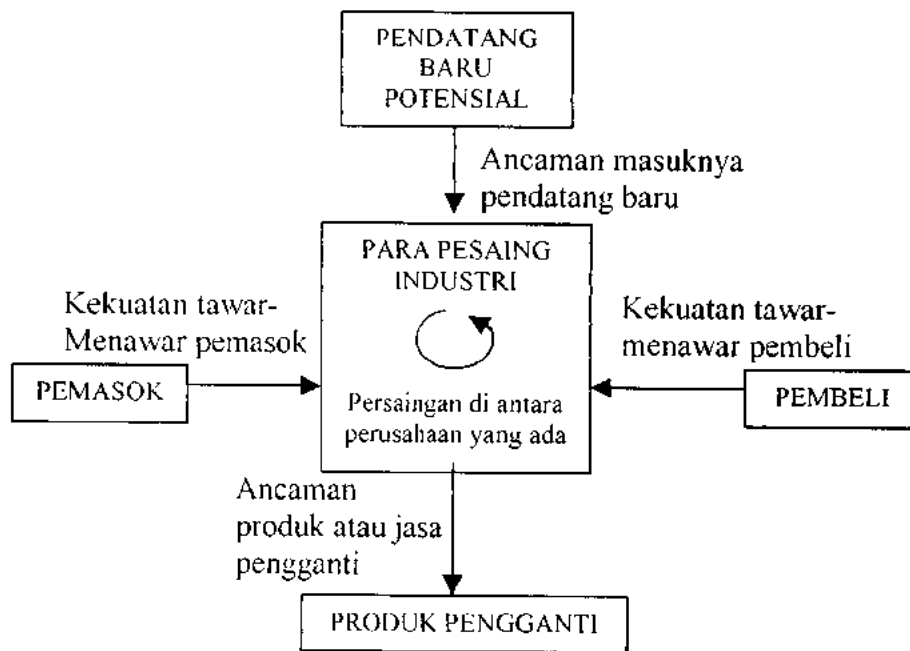 PENDATANG
BARU
POTENSIAL
Ancaman masuknya
pendatang baru
PARA PESAING
INDUSTRI
Kekuatan tawar-
Menawar pemasok
Kekuatan tawar-
menawar pembeli
PEMASOK
PEMBELI
Persaingan di antara
perusahaan yang ada
Ancaman
produk atau jasa
pengganti
PRODUK PENGGANTI